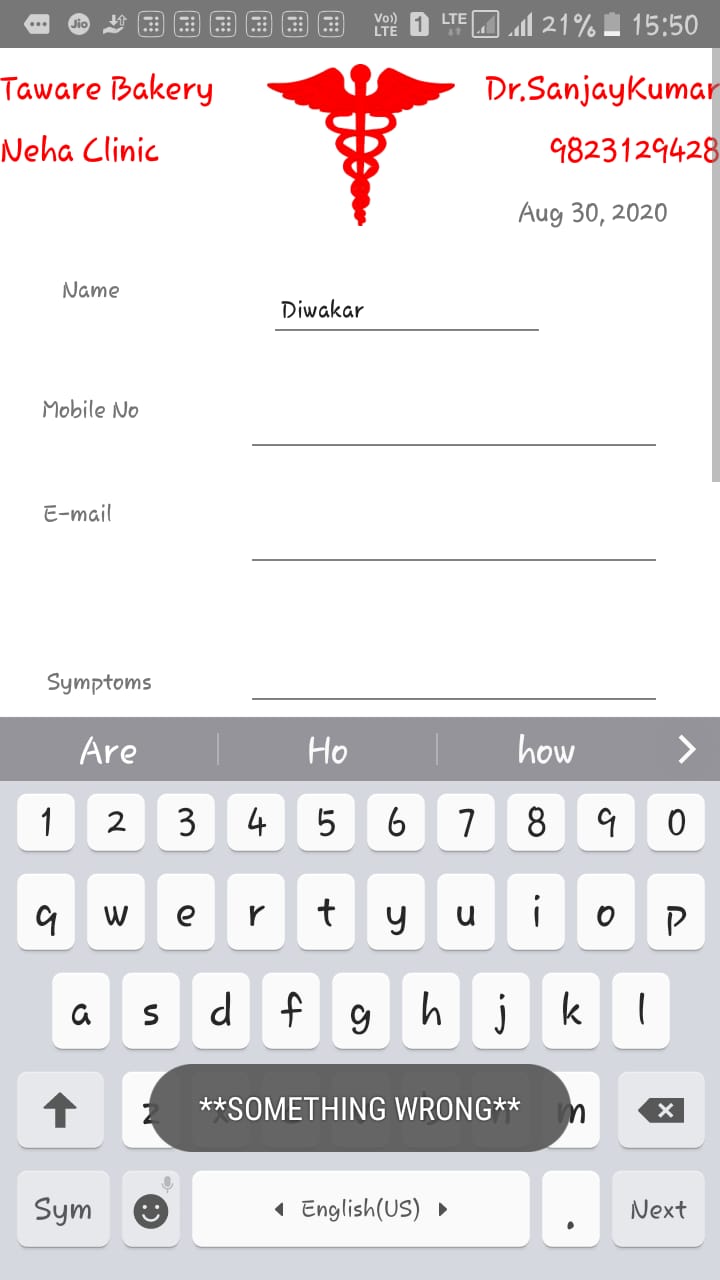 Jio Vo)) LTE 1 LTE 21% 15:50
Taware Bakery Dr.SanjayKumar
Neha Clinic 9823129428
Aug 30, 2020
Name Diwakar
Mobile No
E-mail
Symptoms
Are Ho how
1 2 3 4 5 6 7 8 9 0
q w e r t y u i o p
a s d f g h j k l
z m
**SOMETHING WRONG**
Sym English(US) . Next